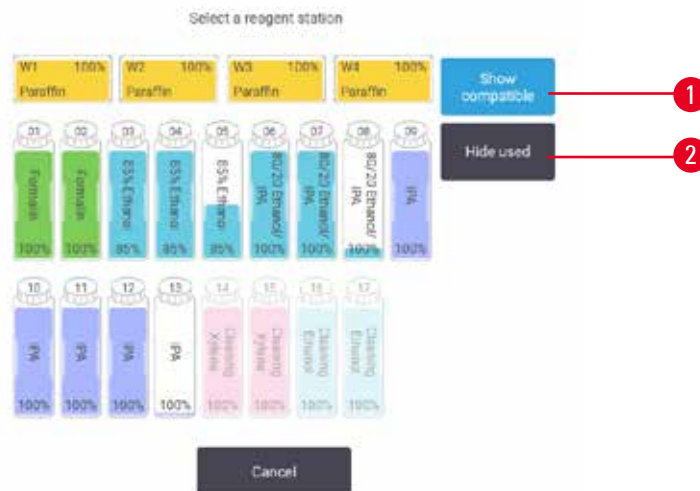 Select a reagent station
W1 100%
Paraffin
W2 100%
Paraffin
W3 100%
Paraffin
W4 100%
Paraffin
Show
compatible
1
Hide used
2
01
Formalin
100%
02
Formalin
100%
03
85% Ethanol
85%
04
85% Ethanol
85%
05
85% Ethanol
85%
06
80/20 Ethanol/
IPA
100%
07
80/20 Ethanol/
IPA
100%
08
80/20 Ethanol/
IPA
100%
09
IPA
100%
10
IPA
100%
11
IPA
100%
12
IPA
100%
13
IPA
100%
14
Cleaning
Xylene
100%
15
Cleaning
Xylene
100%
16
Cleaning
Ethanol
100%
17
Cleaning
Ethanol
100%
Cancel